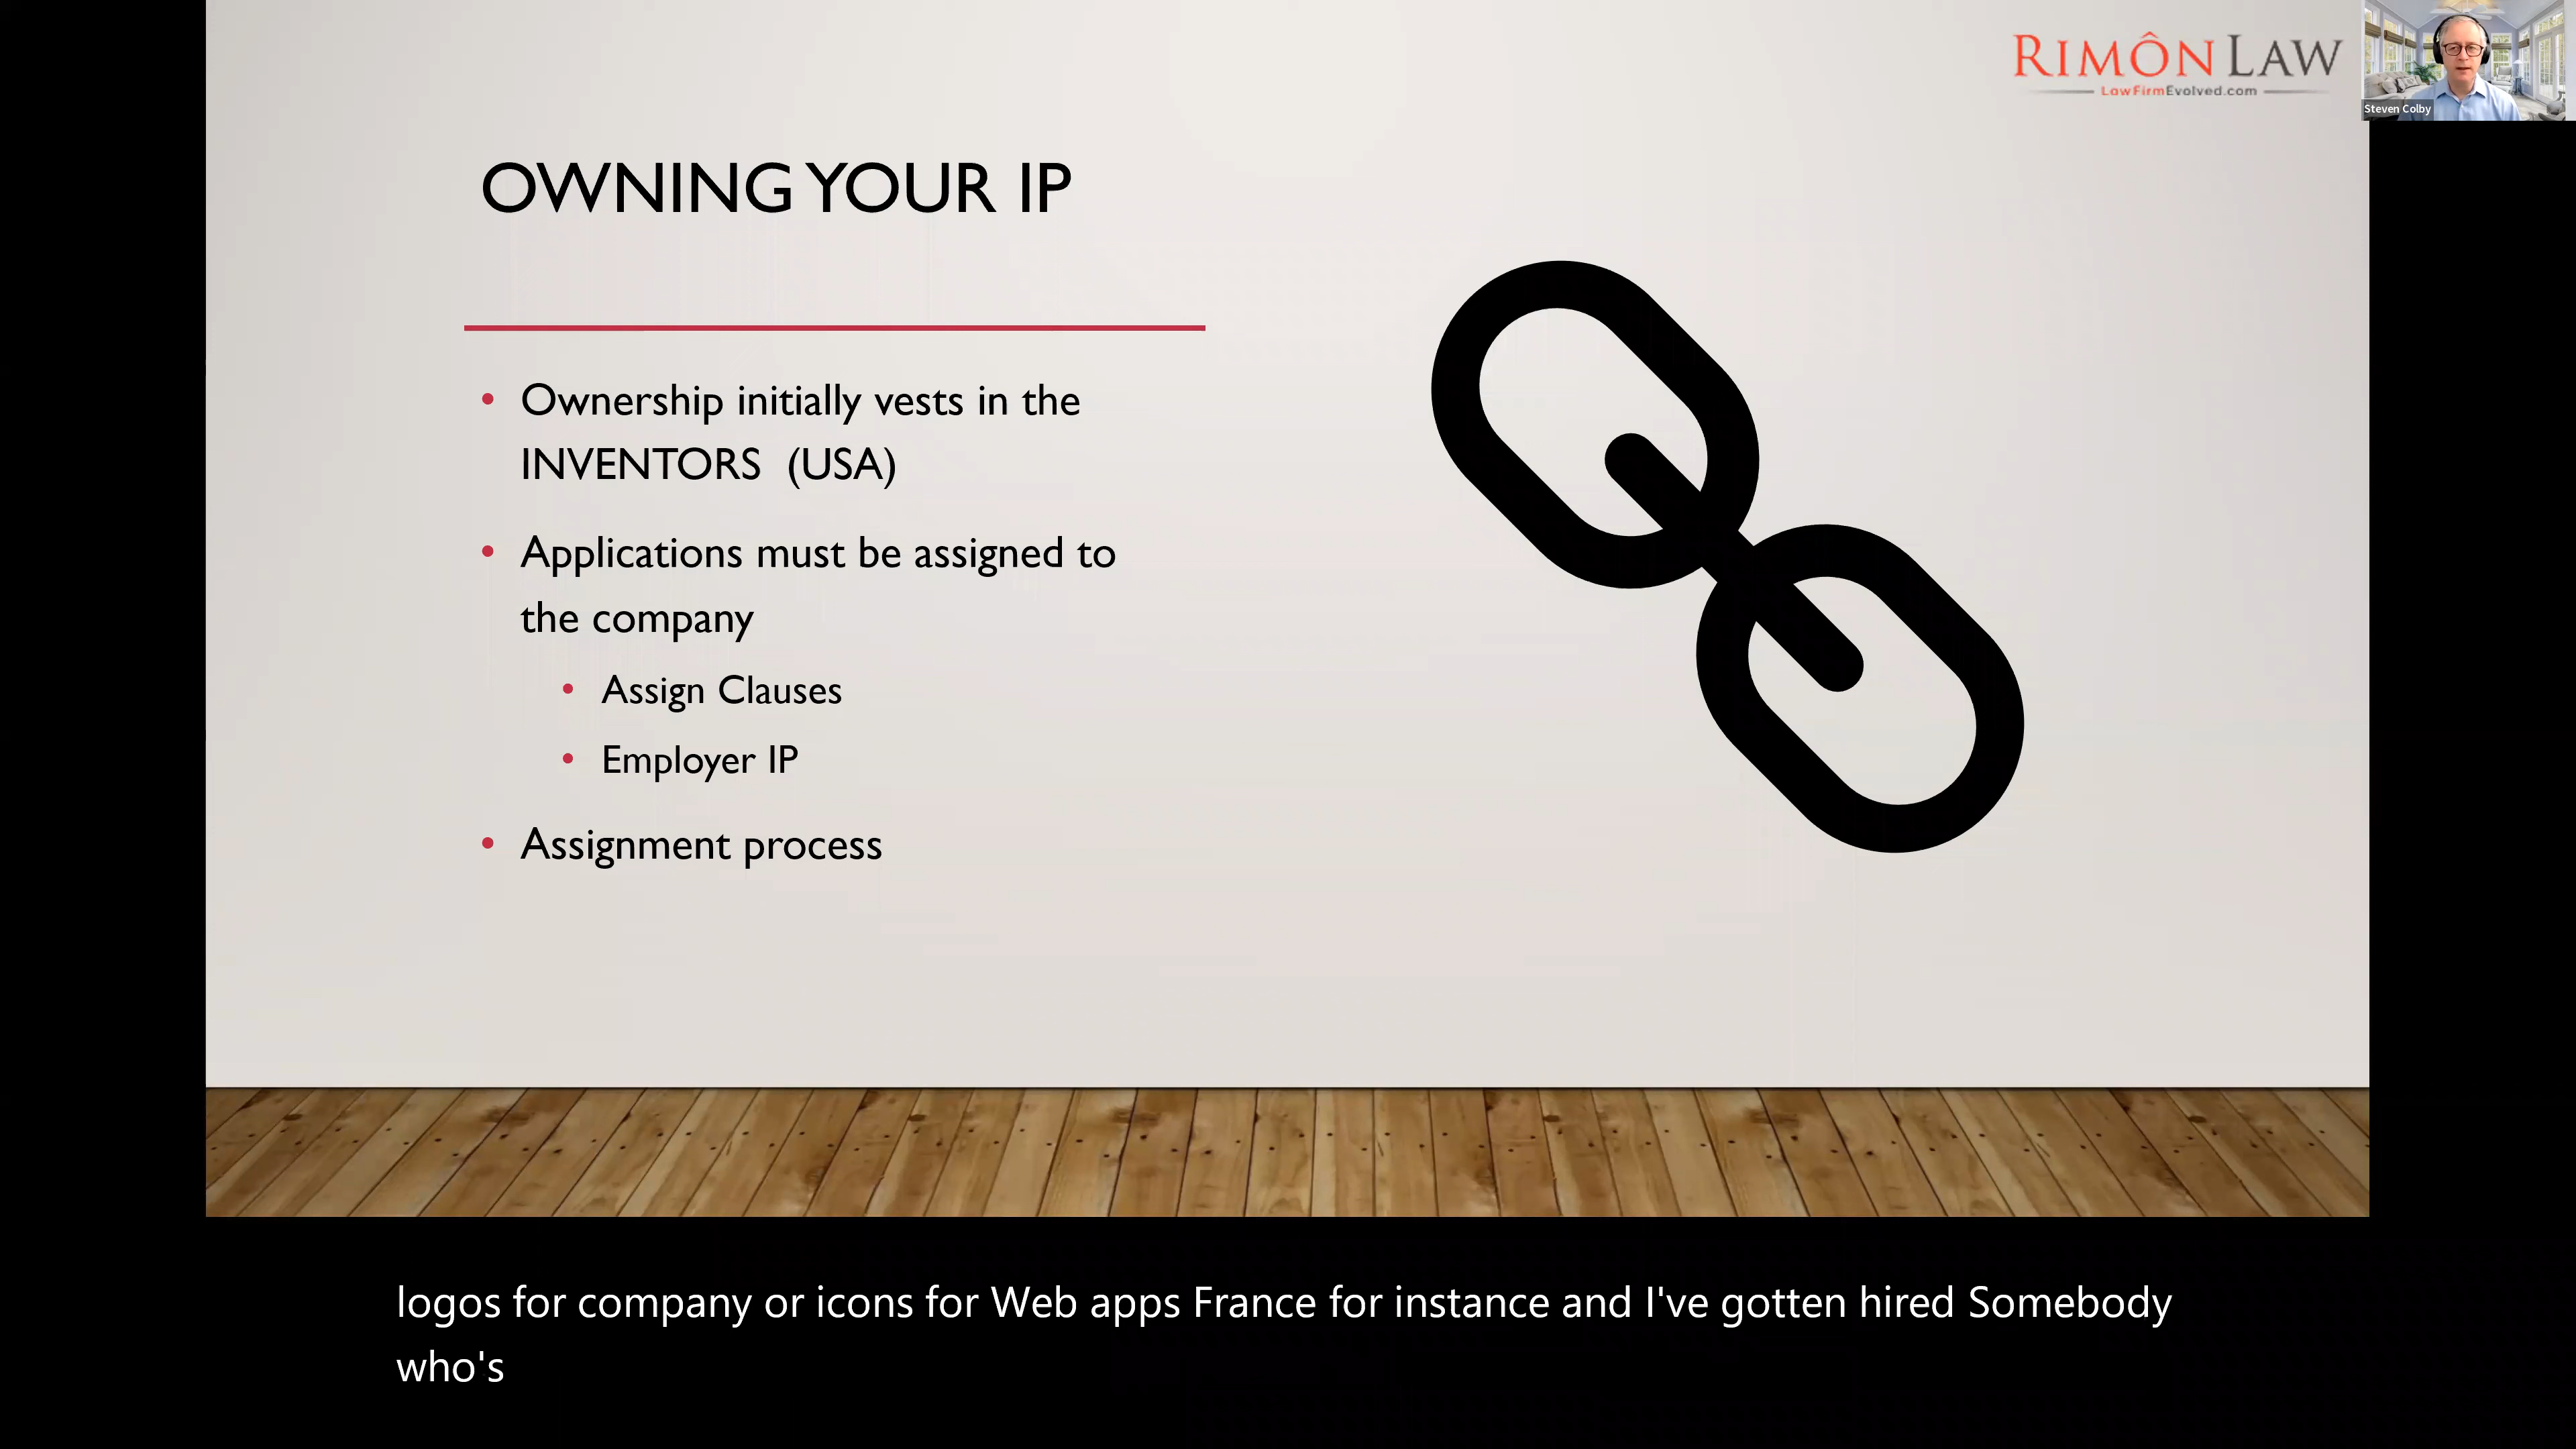 RIMÔN LAW
LawFirmEvolved.com
Steven Colby
OWNING YOUR IP
• Ownership initially vests in the
INVENTORS (USA)
• Applications must be assigned to
the company
• Assign Clauses
• Employer IP
• Assignment process
logos for company or icons for Web apps France for instance and I've gotten hired Somebody
who's